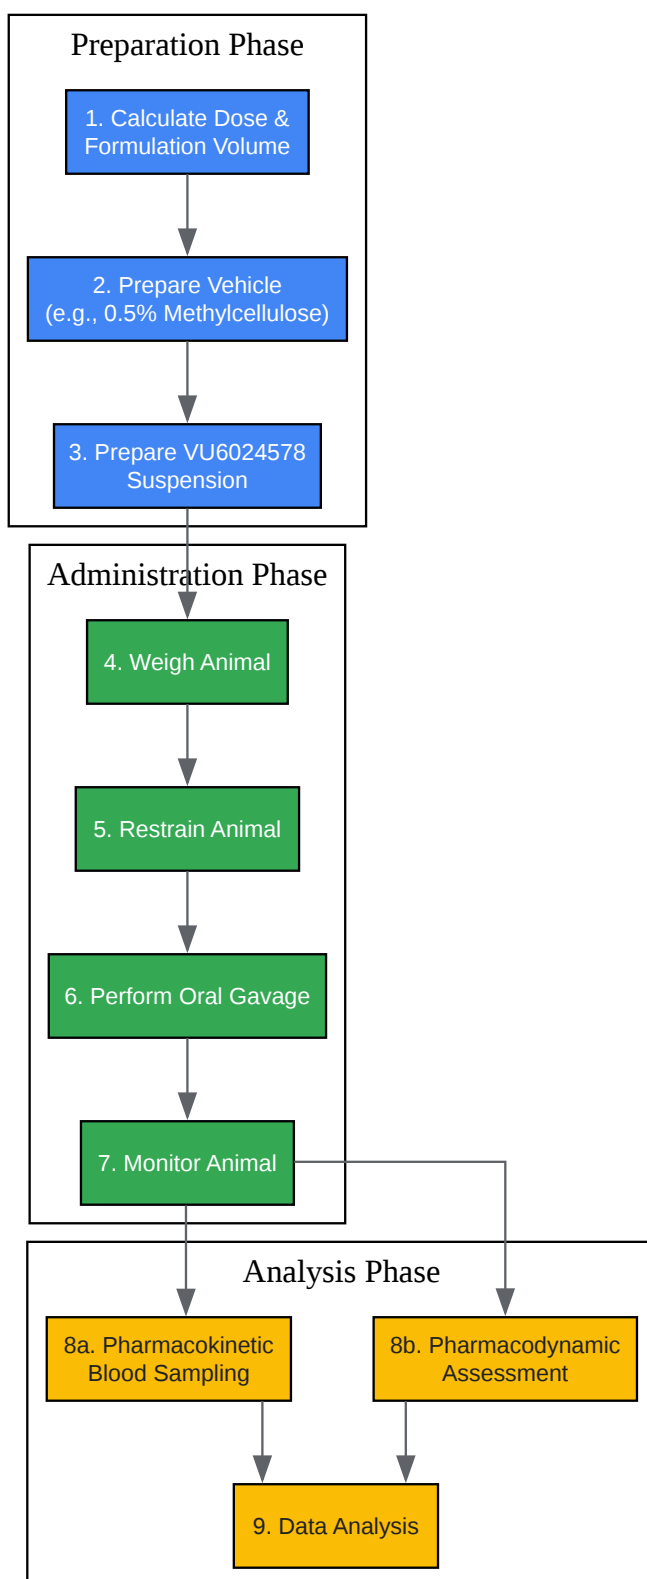 Preparation Phase
1. Calculate Dose &
Formulation Volume
2. Prepare Vehicle
(e.g., 0.5% Methylcellulose)
3. Prepare VU6024578
Suspension
Administration Phase
4. Weigh Animal
5. Restrain Animal
6. Perform Oral Gavage
7. Monitor Animal
Analysis Phase
8a. Pharmacokinetic
Blood Sampling
8b. Pharmacodynamic
Assessment
9. Data Analysis